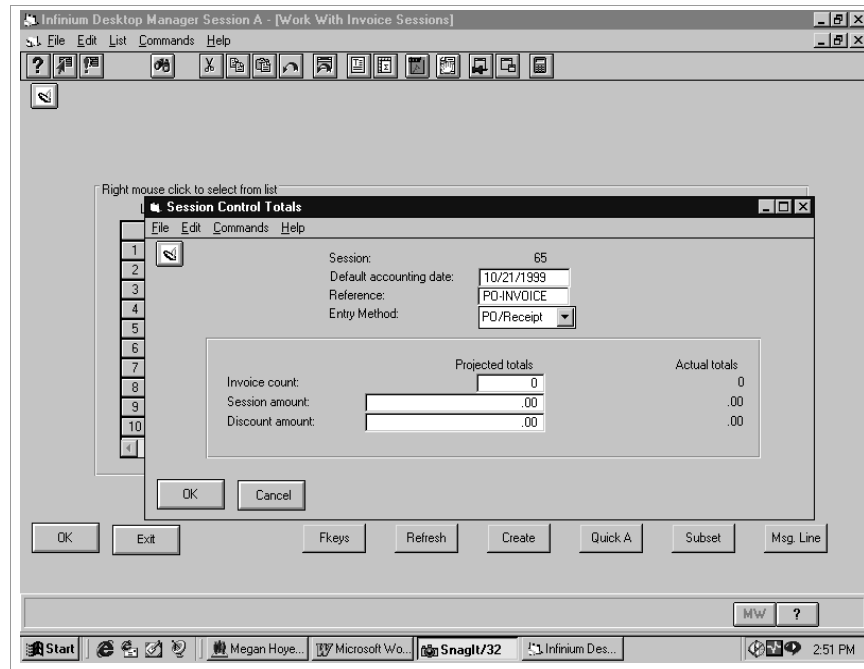 Infinium Desktop Manager Session A - [Work With Invoice Sessions]
File Edit List Commands Help
Right mouse click to select from list
Session Control Totals
File Edit Commands Help
Session: 65
Default accounting date: 10/21/1999
Reference: PO-INVOICE
Entry Method: PO/Receipt
Projected totals Actual totals
Invoice count: 0 0
Session amount: .00 .00
Discount amount: .00 .00
1
2
3
4
5
6
7
8
9
10
OK Cancel
OK Exit Fkeys Refresh Create Quick A Subset Msg. Line
MW ?
Start Megan Hoye... Microsoft Wo... SnagIt/32 Infinium Des... 2:51 PM